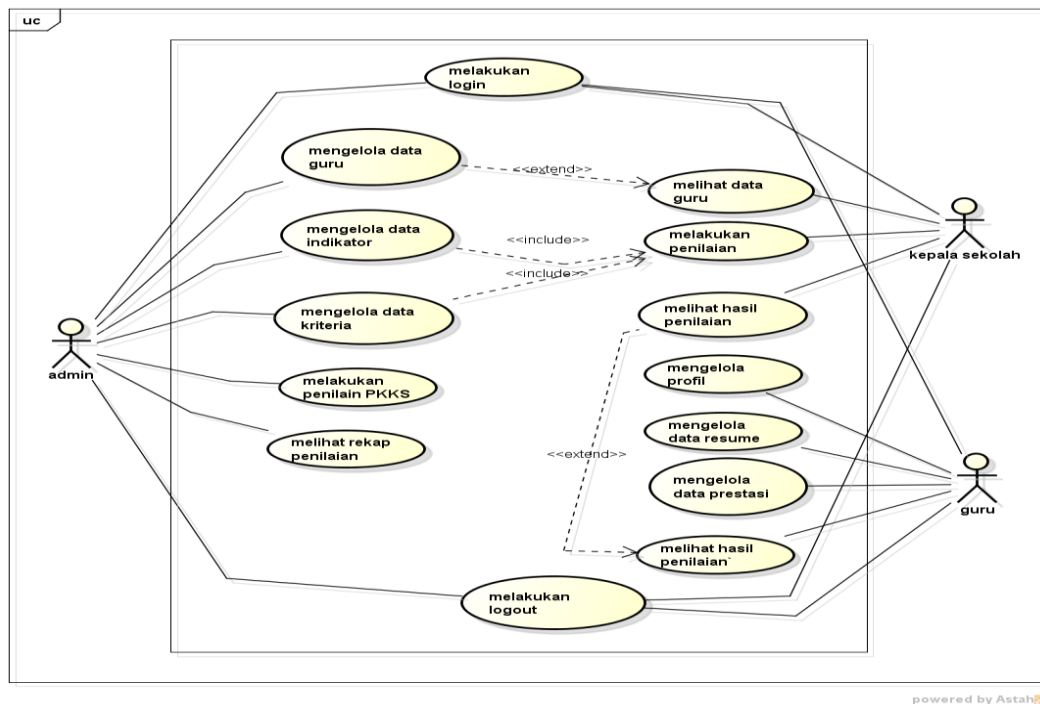 uc
melakukan
login
mengelola data
guru
<<extend>>
melihat data
guru
mengelola data
indikator
<<include>>
melakukan
penilaian
kepala sekolah
<<include>>
mengelola data
kriteria
melihat hasil
penilaian
admin
melakukan
penilain PKKS
mengelola
profil
melihat rekap
penilaian
mengelola
data resume
<<extend>>
mengelola
data prestasi
guru
melihat hasil
penilaian`
melakukan
logout
powered by Astah